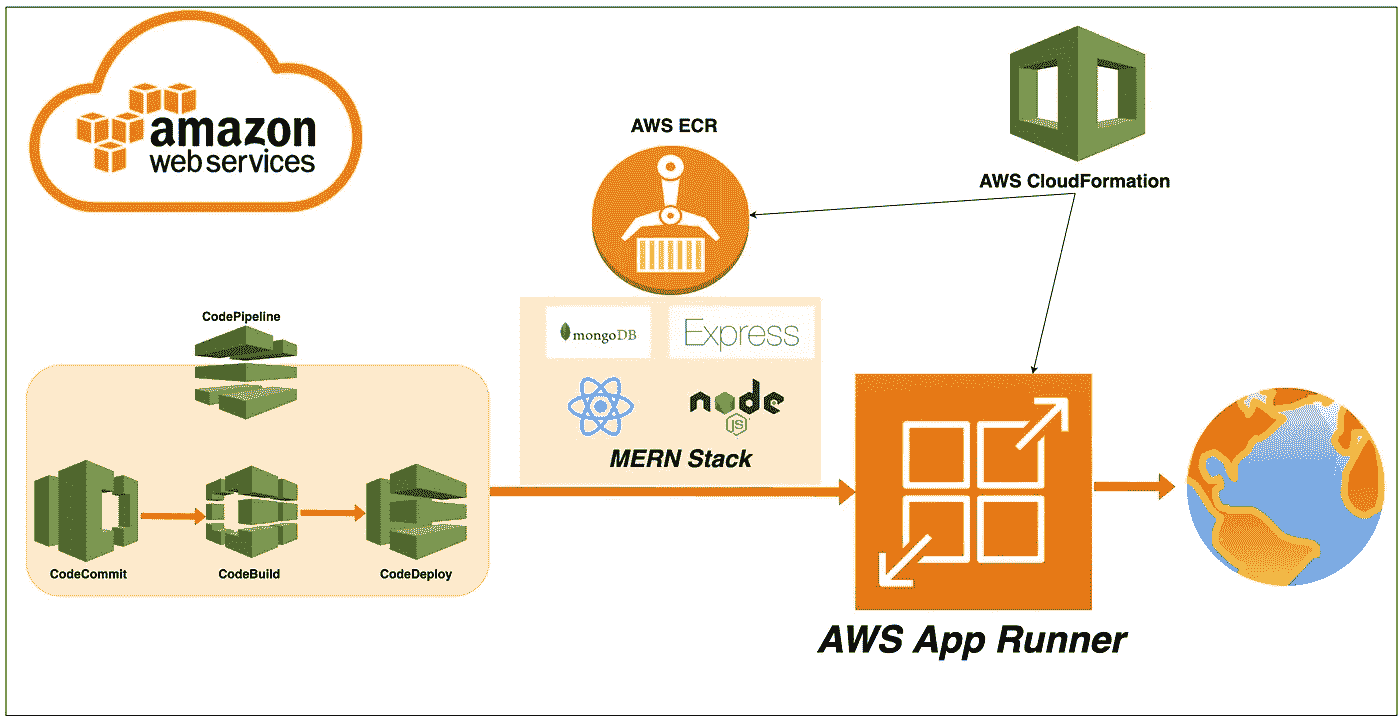 amazon
web services
AWS ECR
AWS CloudFormation
CodePipeline
mongoDB
Express
node
JS
MERN Stack
CodeCommit
CodeBuild
CodeDeploy
AWS App Runner